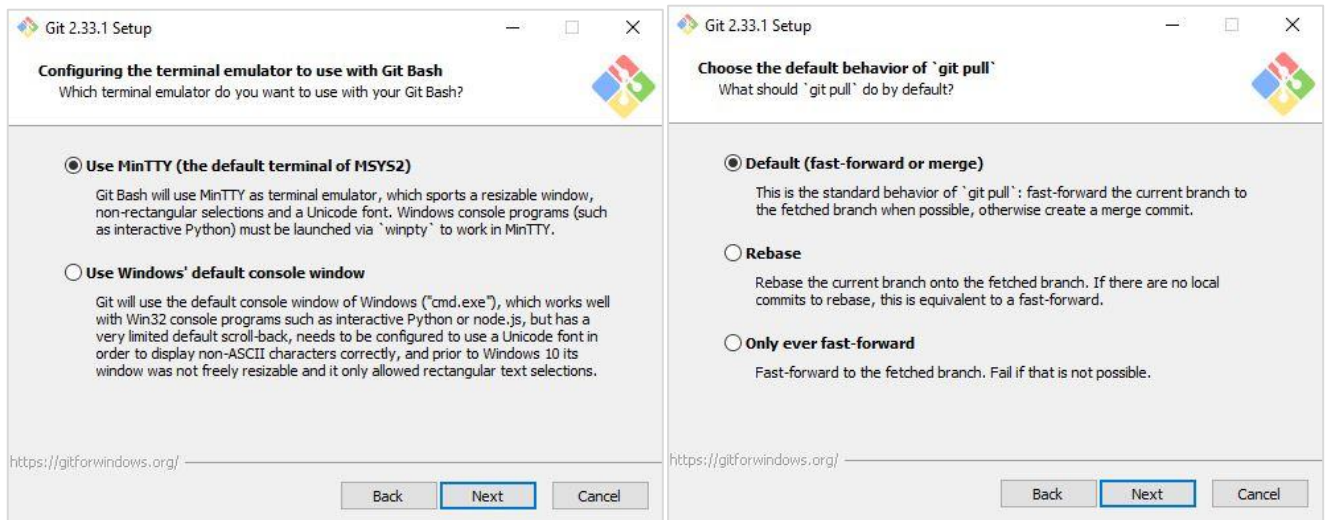 Git 2.33.1 Setup
Configuring the terminal emulator to use with Git Bash
Which terminal emulator do you want to use with your Git Bash?
Use MinTTY (the default terminal of MSYS2)
Git Bash will use MinTTY as terminal emulator, which sports a resizable window,
non-rectangular selections and a Unicode font. Windows console programs (such
as interactive Python) must be launched via `winpty` to work in MinTTY.
Use Windows' default console window
Git will use the default console window of Windows ("cmd.exe"), which works well
with Win32 console programs such as interactive Python or node.js, but has a
very limited default scroll-back, needs to be configured to use a Unicode font in
order to display non-ASCII characters correctly, and prior to Windows 10 its
window was not freely resizable and it only allowed rectangular text selections.
https://gitforwindows.org/
Back Next Cancel
Git 2.33.1 Setup
Choose the default behavior of `git pull`
What should `git pull` do by default?
Default (fast-forward or merge)
This is the standard behavior of `git pull`: fast-forward the current branch to
the fetched branch when possible, otherwise create a merge commit.
Rebase
Rebase the current branch onto the fetched branch. If there are no local
commits to rebase, this is equivalent to a fast-forward.
Only ever fast-forward
Fast-forward to the fetched branch. Fail if that is not possible.
https://gitforwindows.org/
Back Next Cancel